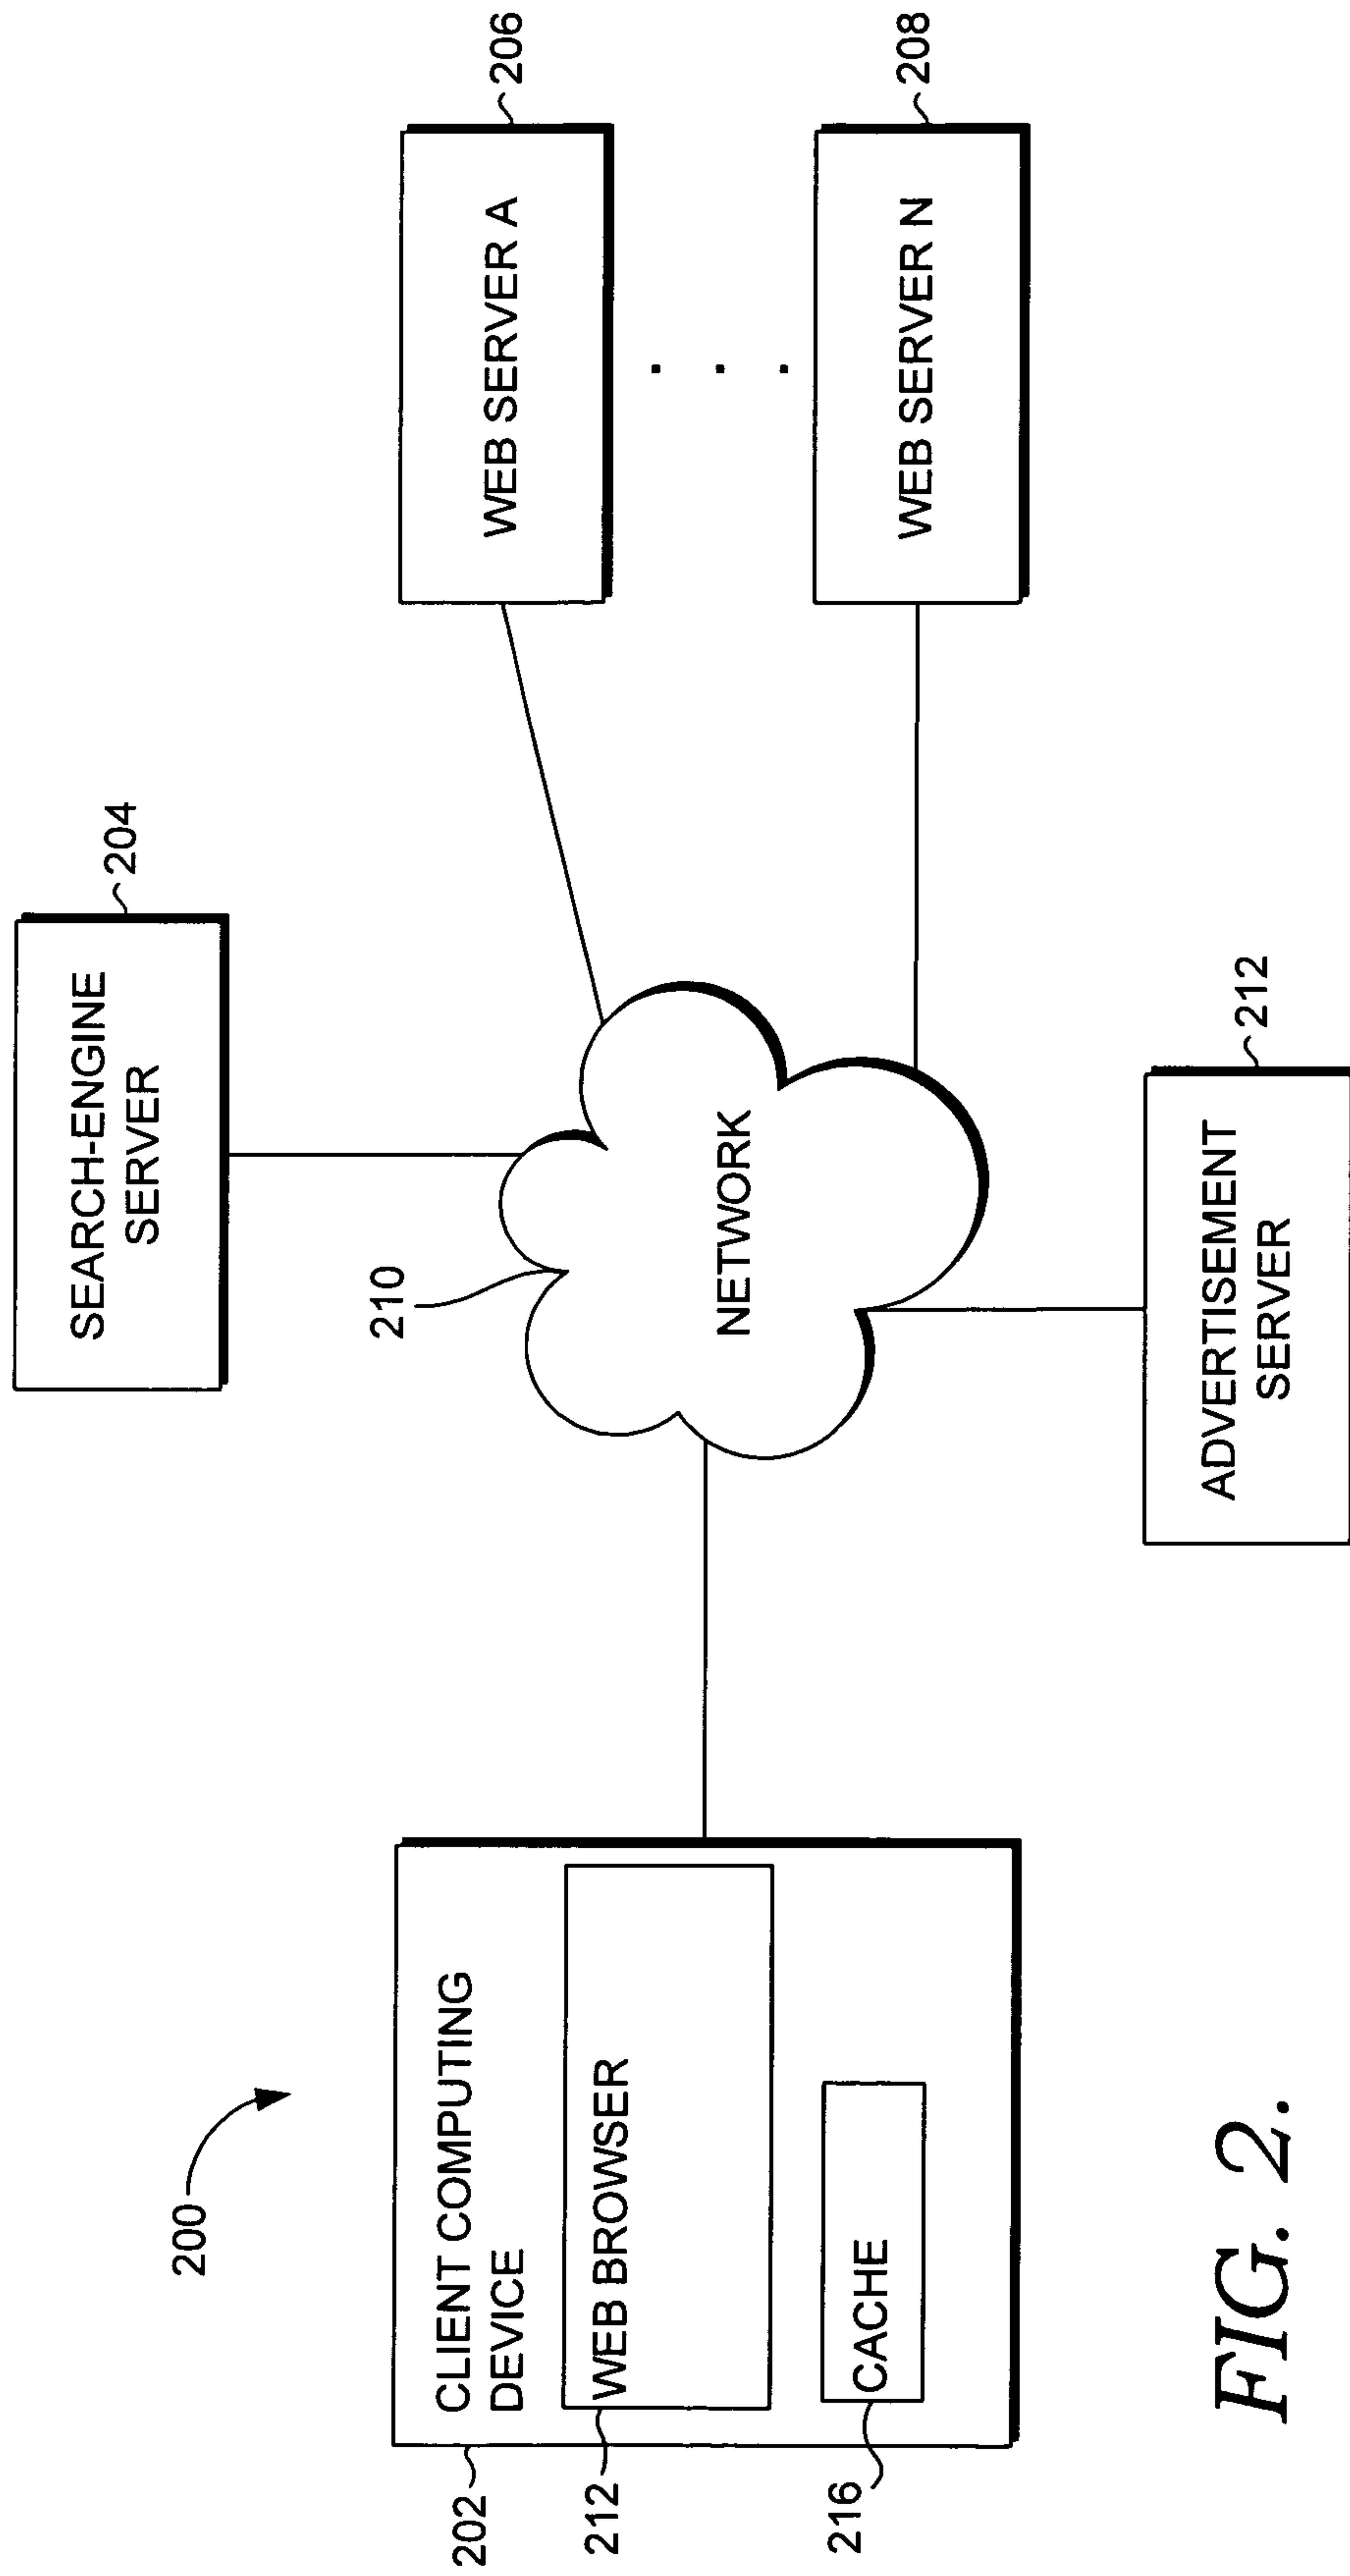 200
202
CLIENT COMPUTING
DEVICE
212
WEB BROWSER
216
CACHE
SEARCH-ENGINE
SERVER
204
210
NETWORK
WEB SERVER A
206
. . .
WEB SERVER N
208
ADVERTISEMENT
SERVER
212
FIG. 2.